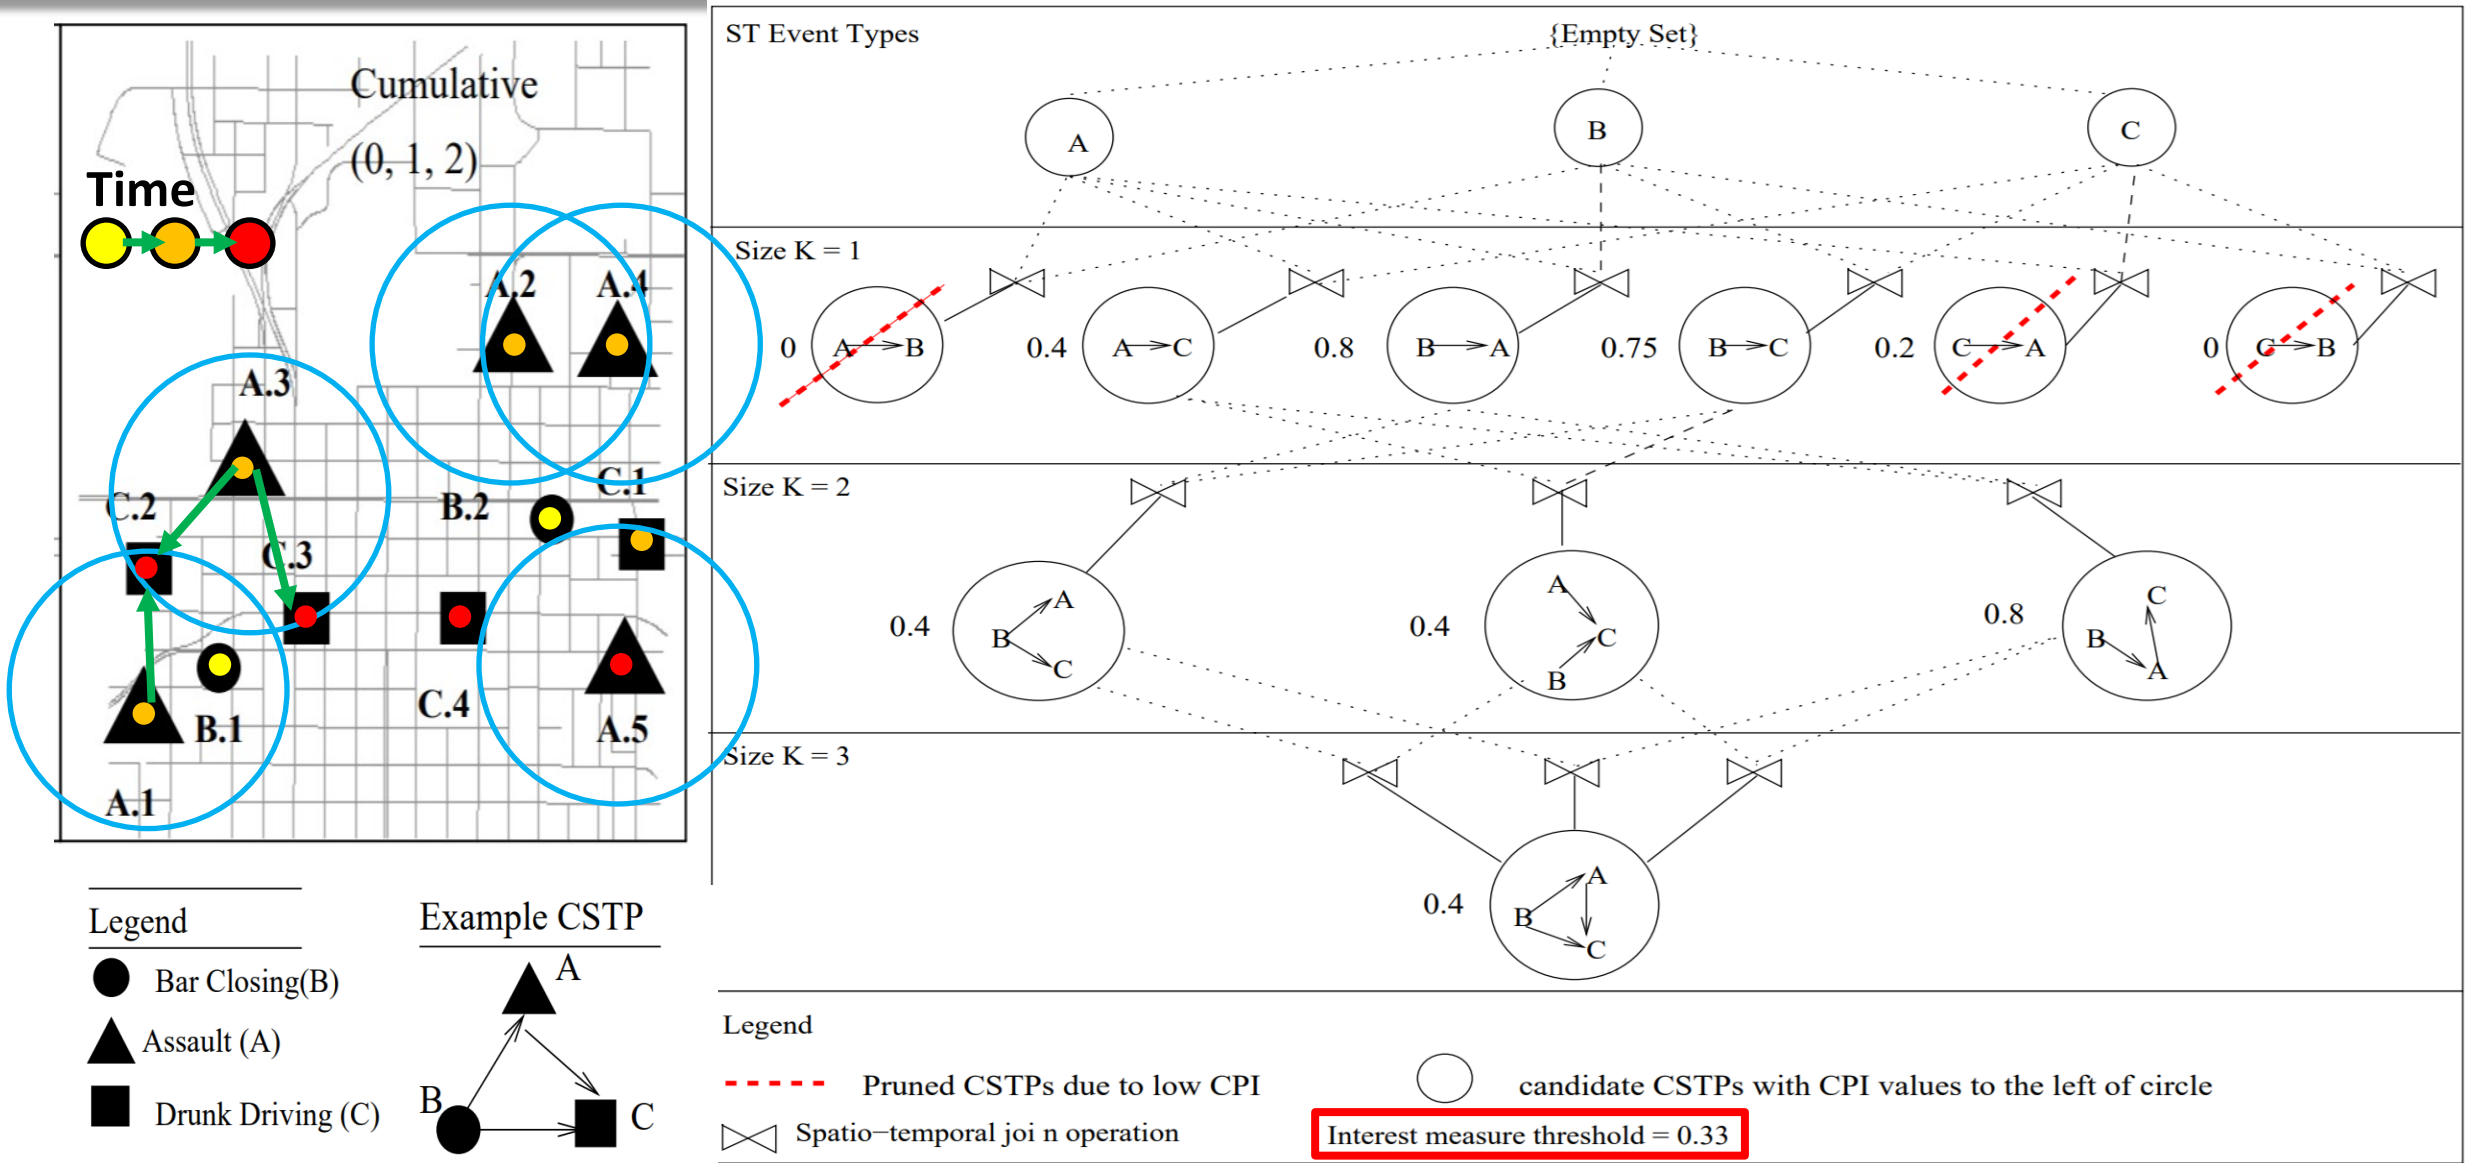 Cumulative
(0, 1, 2)
Time
A.2
A.4
A.3
C.1
C.2
B.2
C.3
C.4
B.1
A.5
A.1
Legend
Bar Closing(B)
Assault (A)
Drunk Driving (C)
Example CSTP
A
B
C
ST Event Types
{Empty Set}
A
B
C
Size K = 1
0
A B
0.4
A C
0.8
B A
0.75
B C
0.2
C A
0
C B
Size K = 2
0.4
A
B
C
0.4
A
C
B
0.8
C
B
A
Size K = 3
0.4
A
B
C
Legend
Pruned CSTPs due to low CPI
candidate CSTPs with CPI values to the left of circle
Spatio-temporal joi n operation
Interest measure threshold = 0.33